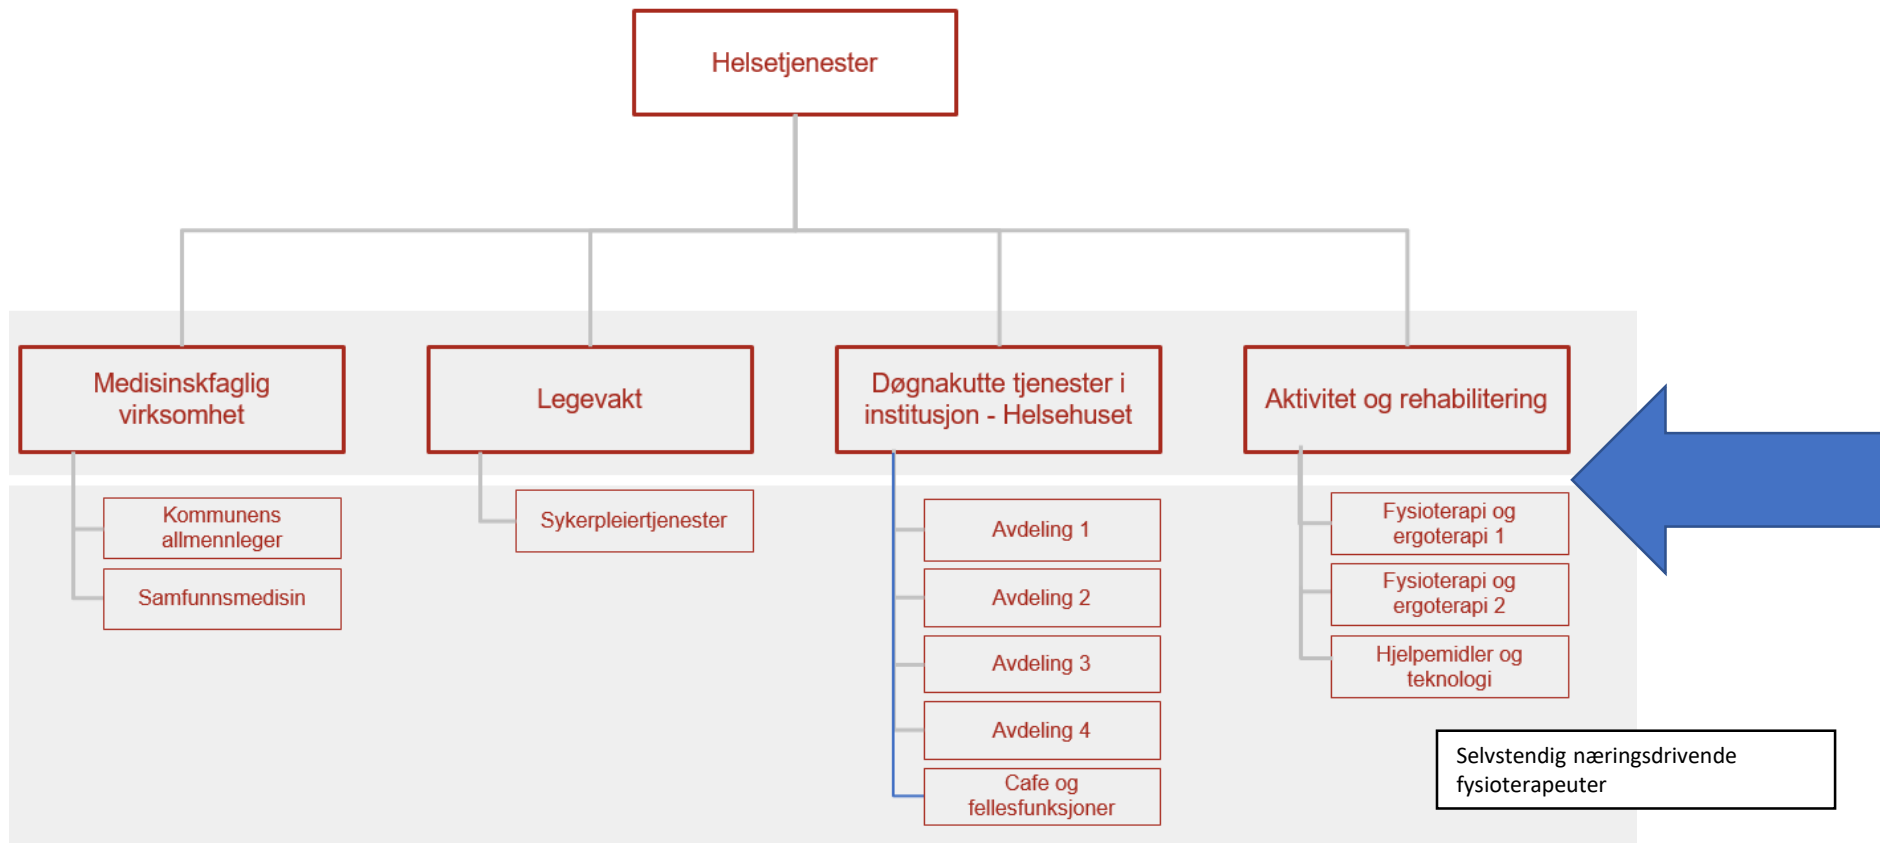 Helsetjenester
Medisinskfaglig
virksomhet
Legevakt
Døgnakutte tjenester i
institusjon - Helsehuset
Aktivitet og rehabilitering
Kommunens
allmennleger
Samfunnsmedisin
Sykerpleiertjenester
Avdeling 1
Avdeling 2
Avdeling 3
Avdeling 4
Cafe og
fellesfunksjoner
Fysioterapi og
ergoterapi 1
Fysioterapi og
ergoterapi 2
Hjelpemidler og
teknologi
Selvstendig næringsdrivende
fysioterapeuter